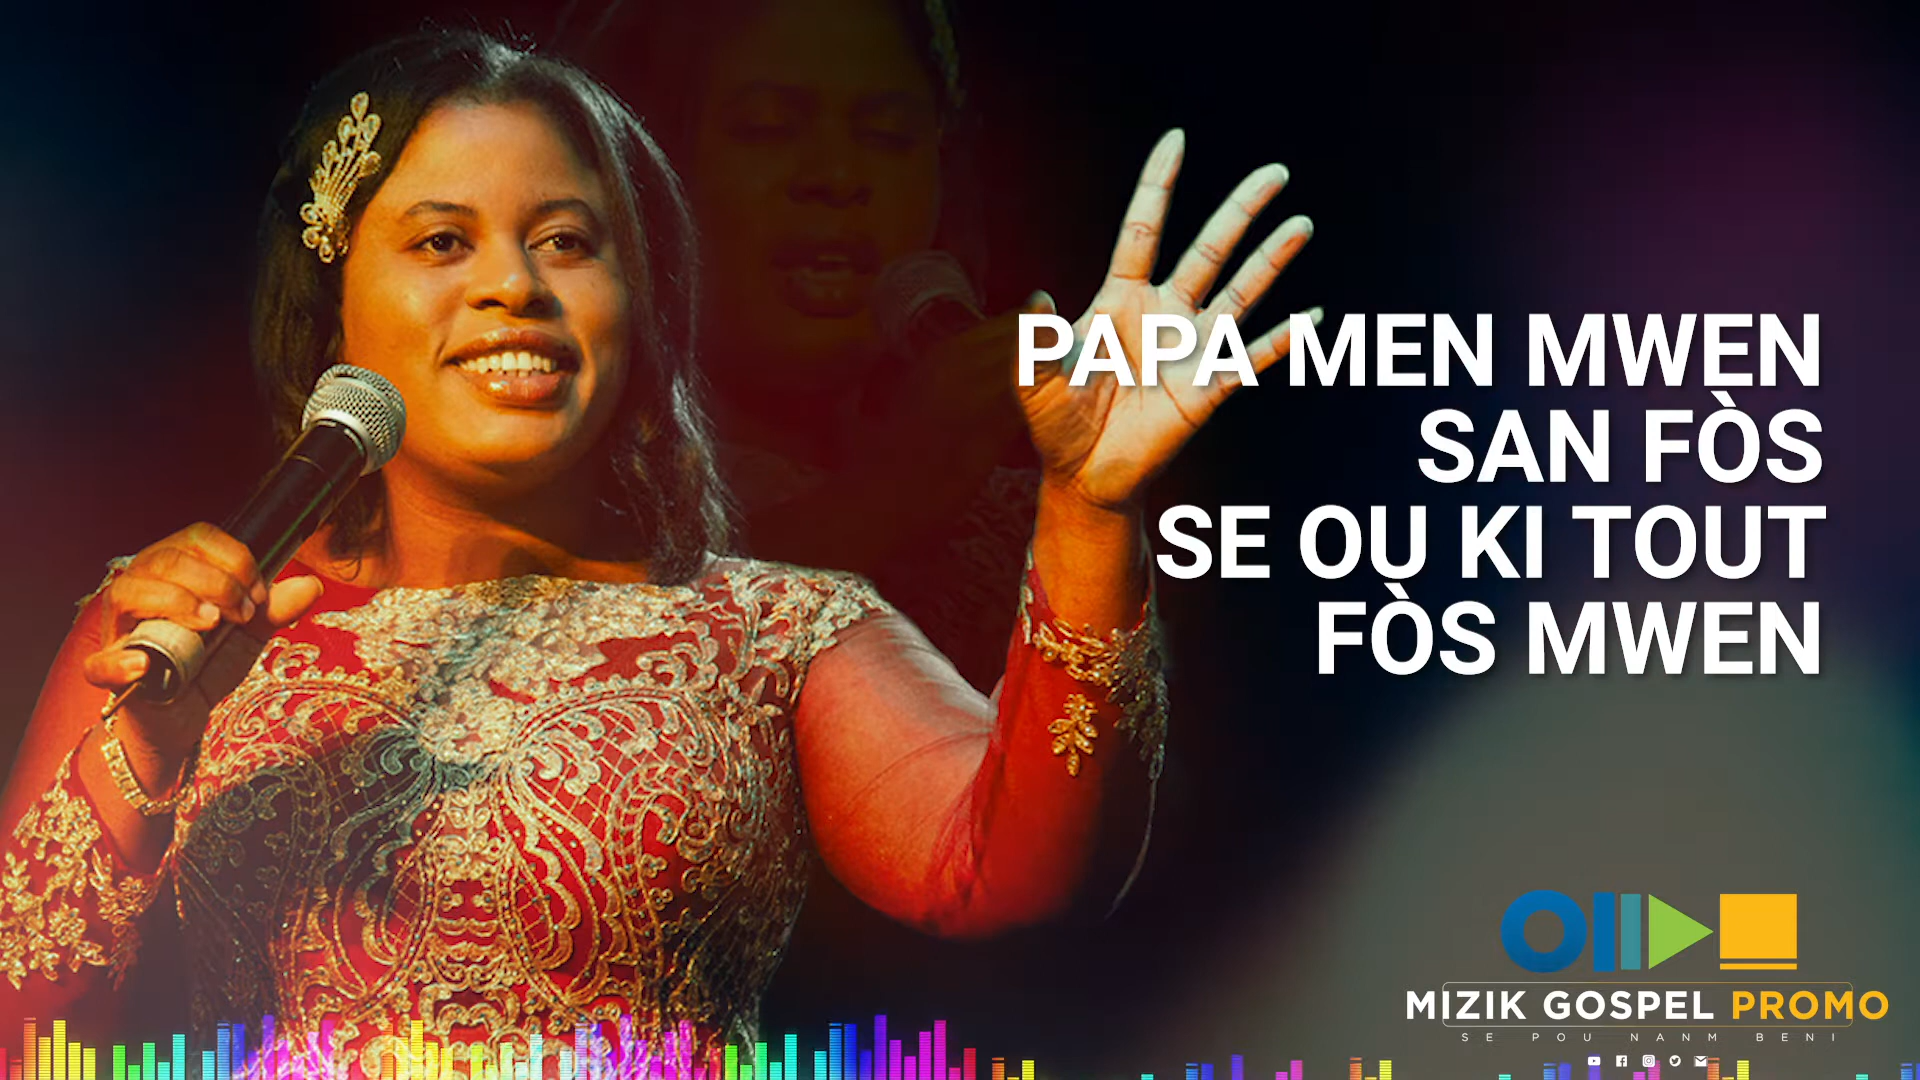 PAPA MEN MWEN
SAN FÒS
SE OU KI TOUT
FÒS MWEN
MIZIK GOSPEL PROMO
SE POU NANM BENI